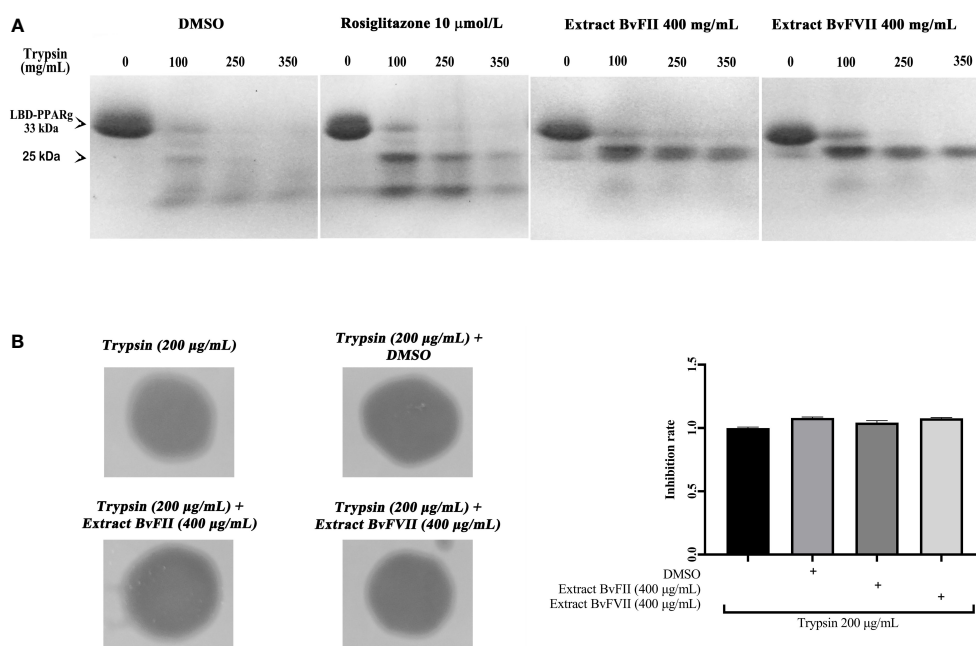 A
DMSO
Rosiglitazone 10 μmol/L
Extract BvFII 400 mg/mL
Extract BvFVII 400 mg/mL
Trypsin
(mg/mL)
0 100 250 350
0 100 250 350
0 100 250 350
0 100 250 350
LBD-PPARg
33 kDa
25 kDa
B
Trypsin (200 μg/mL)
Trypsin (200 μg/mL) +
DMSO
Trypsin (200 μg/mL) +
Extract BvFII (400 μg/mL)
Trypsin (200 μg/mL) +
Extract BvFVII (400 μg/mL)
Inhibition rate
1.5
1.0
0.5
0.0
DMSO +
Extract BvFII (400 μg/mL) +
Extract BvFVII (400 μg/mL) +
Trypsin 200 μg/mL